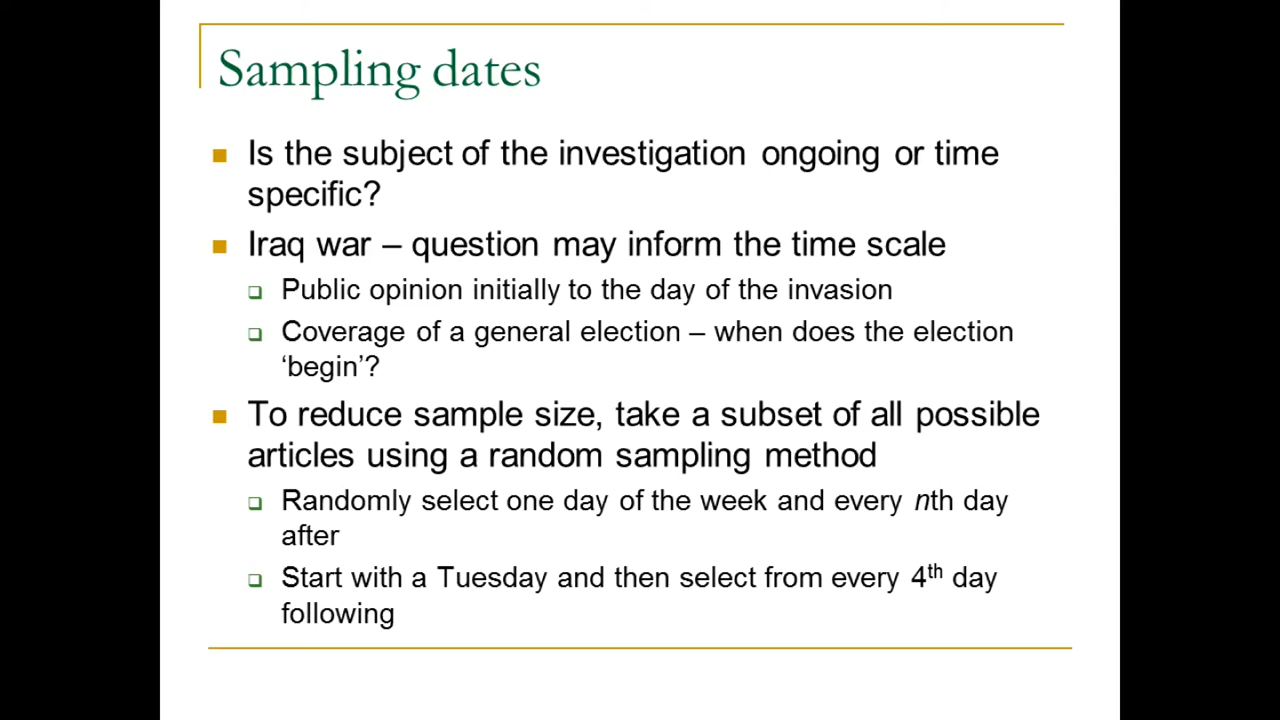 Sampling dates
Is the subject of the investigation ongoing or time
specific?
Iraq war – question may inform the time scale
Public opinion initially to the day of the invasion
Coverage of a general election – when does the election
‘begin’?
To reduce sample size, take a subset of all possible
articles using a random sampling method
Randomly select one day of the week and every nth day
after
Start with a Tuesday and then select from every 4th day
following